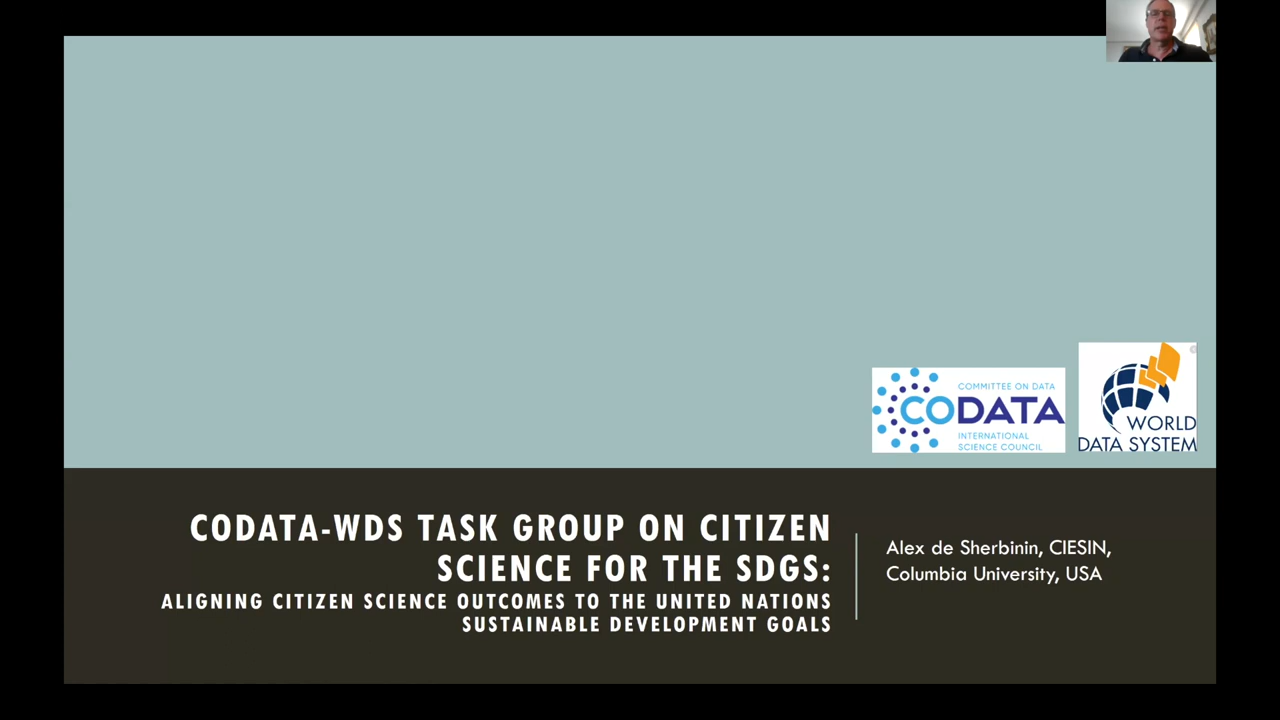 COMMITTEE ON DATA
CODATA
INTERNATIONAL
SCIENCE COUNCIL
WORLD
DATA SYSTEM
CODATA-WDS TASK GROUP ON CITIZEN
SCIENCE FOR THE SDGS:
ALIGNING CITIZEN SCIENCE OUTCOMES TO THE UNITED NATIONS
SUSTAINABLE DEVELOPMENT GOALS
Alex de Sherbinin, CIESIN,
Columbia University, USA